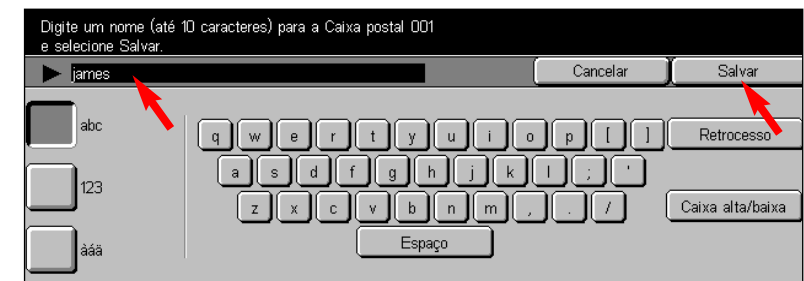 Digite um nome (até 10 caracteres) para a Caixa postal 001
e selecione Salvar.
james Cancelar Salvar
abc
q w e r t y u i o p [ ] Retrocesso
a s d f g h j k l ; '
123
z x c v b n m , . / Caixa alta/baixa
Espaço
àáä